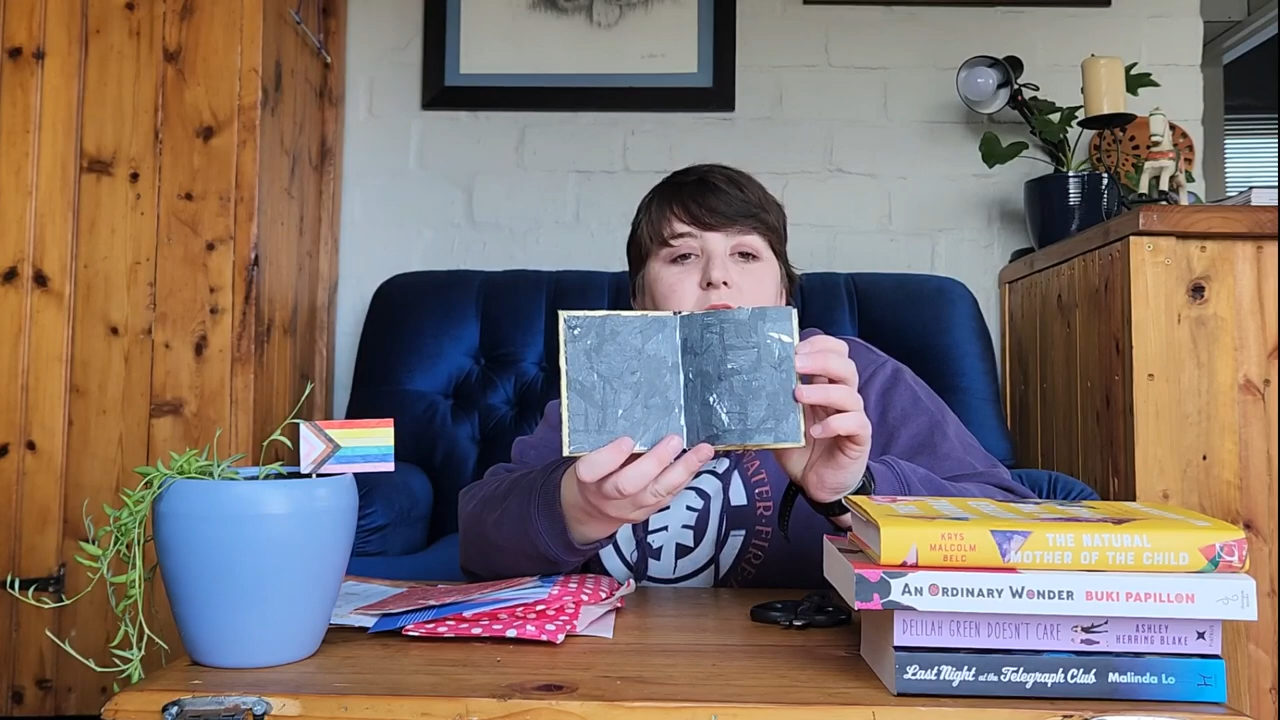 WATER·FIRE
KRYS
MALCOLM
BELC
THE NATURAL
MOTHER OF THE CHILD
AN ORDINARY WONDER BUKI PAPILLON
DELILAH GREEN DOESN'T CARE
ASHLEY
HERRING BLAKE
Last Night at the Telegraph Club Malinda Lo